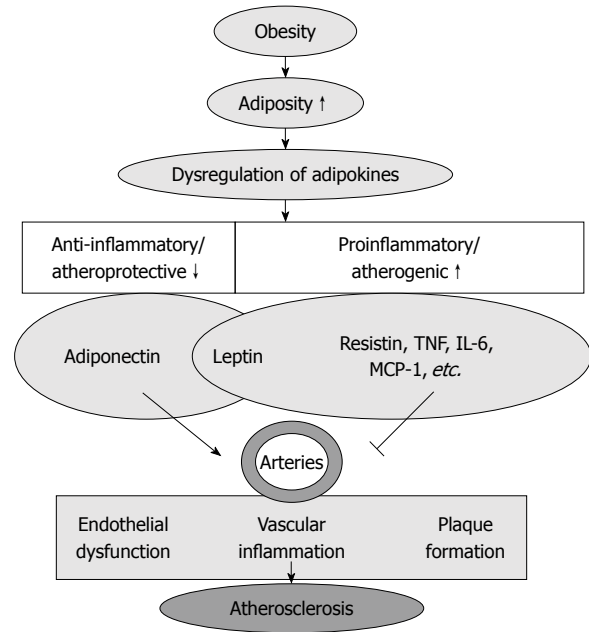 Obesity
Adiposity ↑
Dysregulation of adipokines
Anti-inflammatory/
atheroprotective ↓
Proinflammatory/
atherogenic ↑
Adiponectin
Leptin
Resistin, TNF, IL-6,
MCP-1, etc.
Arteries
Endothelial
dysfunction
Vascular
inflammation
Plaque
formation
Atherosclerosis